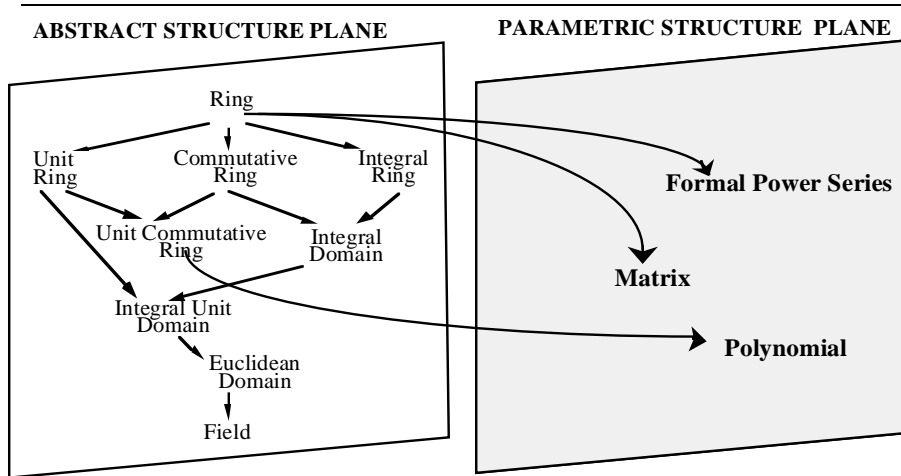 ABSTRACT STRUCTURE PLANE
PARAMETRIC STRUCTURE PLANE
Ring
Unit
Ring
Commutative
Ring
Integral
Ring
Unit Commutative
Ring
Integral
Domain
Integral Unit
Domain
Euclidean
Domain
Field
Formal Power Series
Matrix
Polynomial